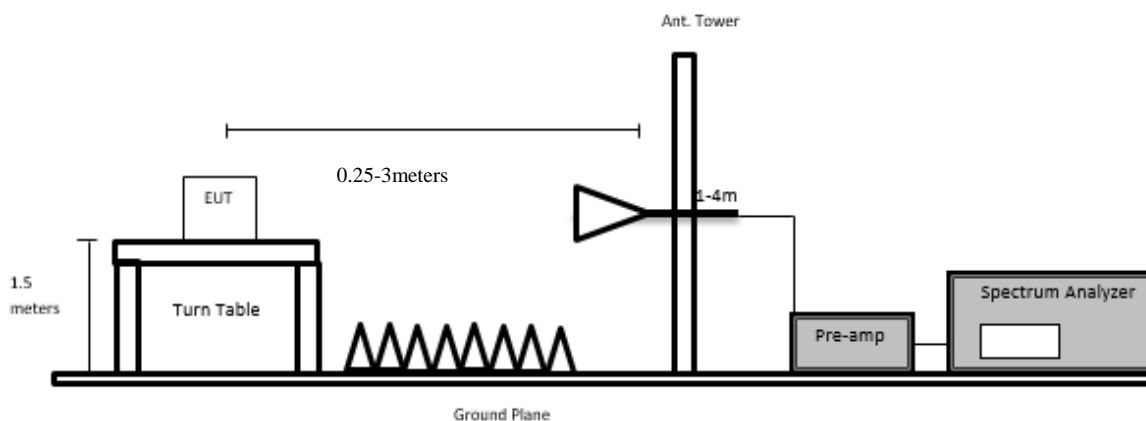 Ant. Tower
0.25-3meters
EUT
1-4m
1.5
meters
Turn Table
Spectrum Analyzer
Pre-amp
Ground Plane